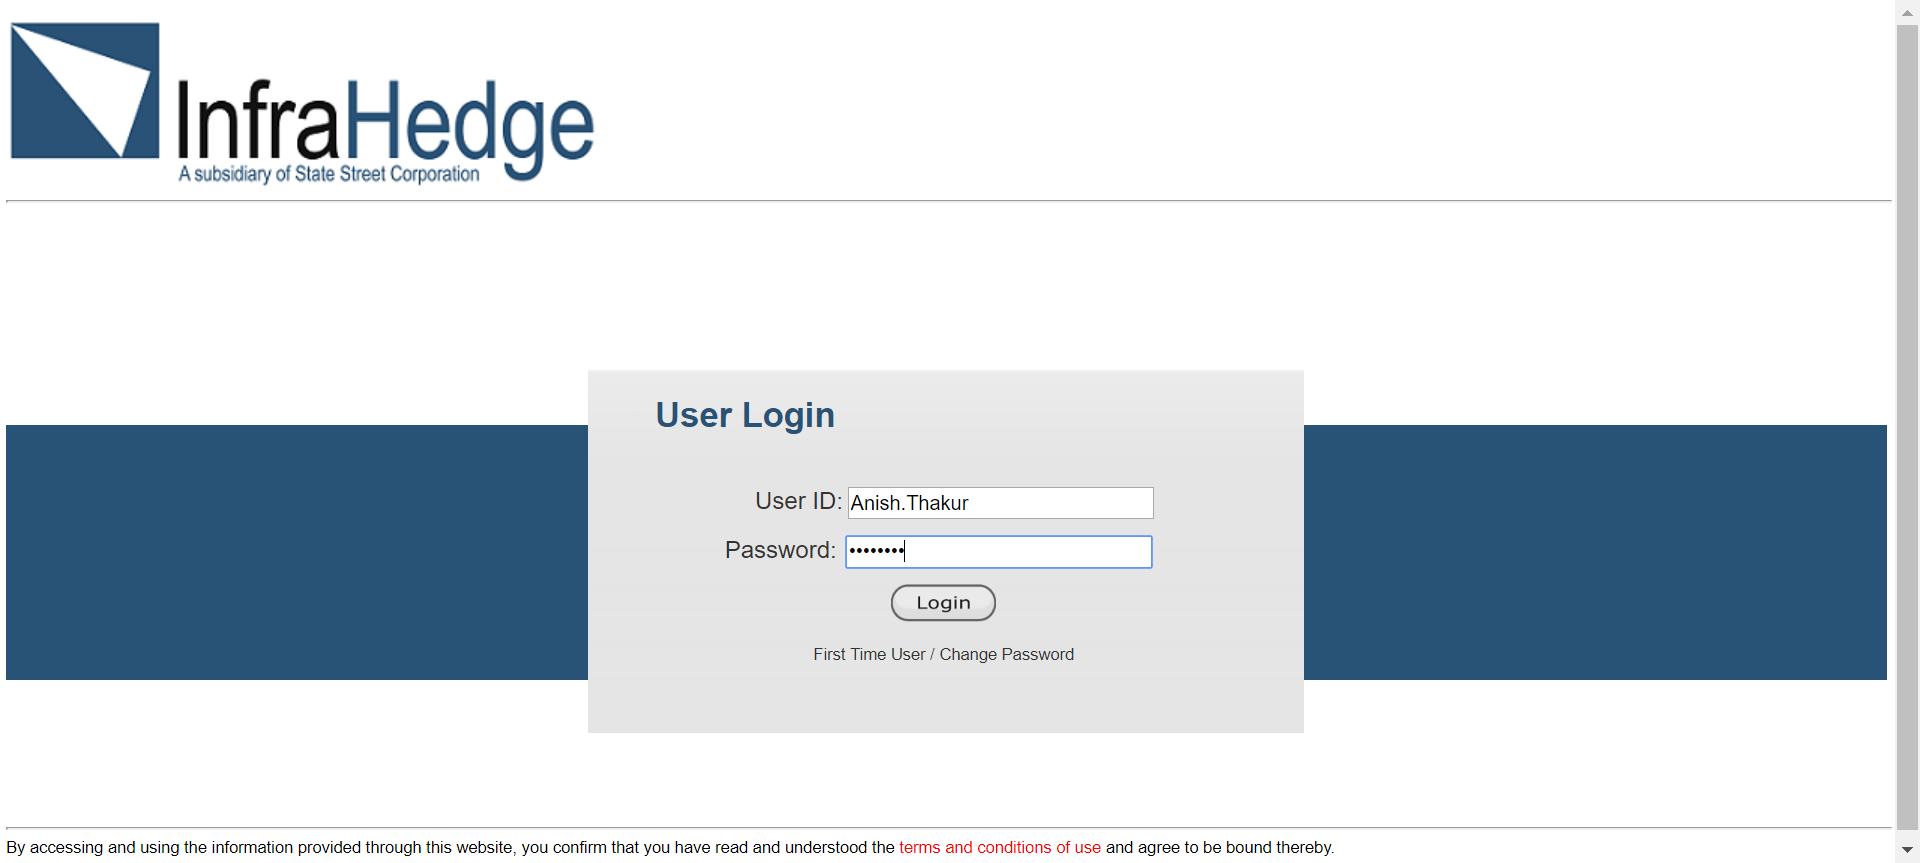 InfraHedge
A subsidiary of State Street Corporation
User Login
User ID: Anish.Thakur
Password: ••••••••
Login
First Time User / Change Password
By accessing and using the information provided through this website, you confirm that you have read and understood the terms and conditions of use and agree to be bound thereby.